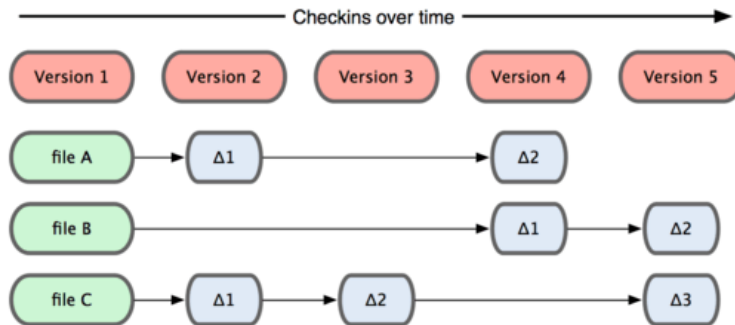 Checkins over time
Version 1 Version 2 Version 3 Version 4 Version 5
file A Δ1 Δ2
file B Δ1 Δ2
file C Δ1 Δ2 Δ3